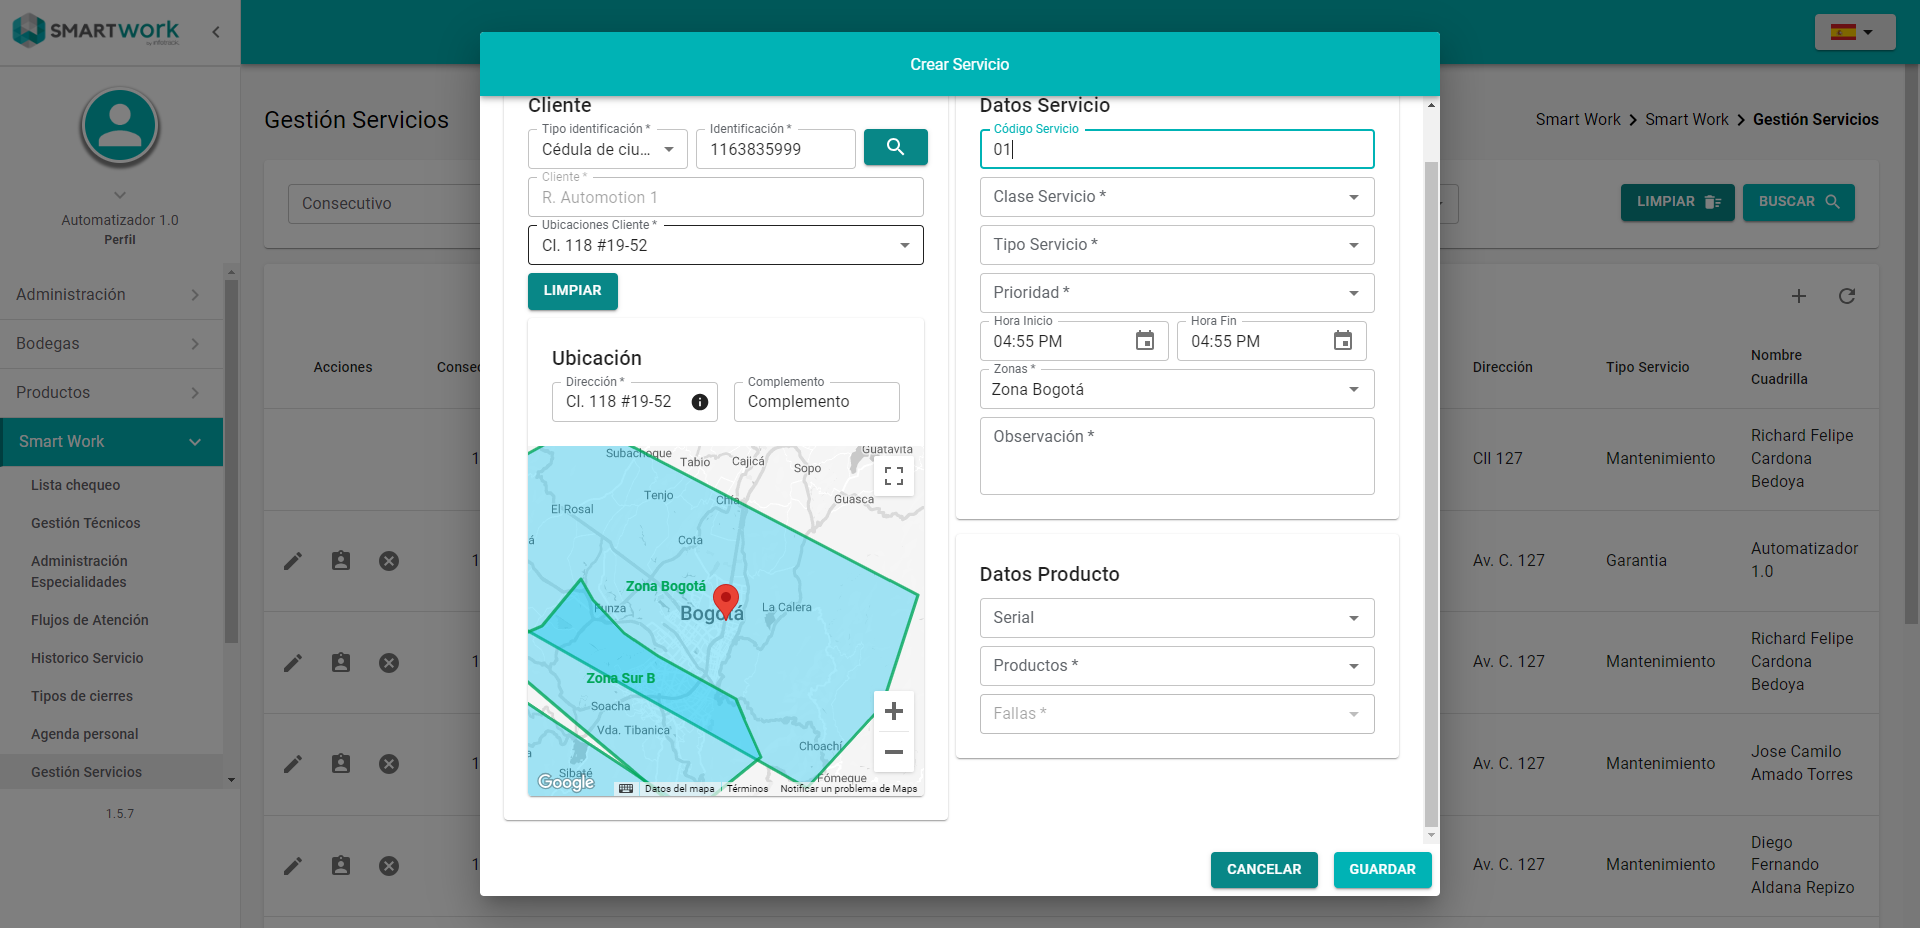 SMARTWORK
by infotrack
Automatizador 1.0
Perfil
Administración
Bodegas
Productos
Smart Work
Lista chequeo
Gestión Técnicos
Administración
Especialidades
Flujos de Atención
Historico Servicio
Tipos de cierres
Agenda personal
Gestión Servicios
1.5.7
Gestión Servicios
Smart Work
Smart Work
Gestión Servicios
Consecutivo
LIMPIAR
BUSCAR
Acciones
Consec
Dirección
Tipo Servicio
Nombre
Cuadrilla
1
Cll 127
Mantenimiento
Richard Felipe
Cardona
Bedoya
1
Av. C. 127
Garantia
Automatizador
1.0
1
Av. C. 127
Mantenimiento
Richard Felipe
Cardona
Bedoya
1
Av. C. 127
Mantenimiento
Jose Camilo
Amado Torres
1
Av. C. 127
Mantenimiento
Diego
Fernando
Aldana Repizo
Crear Servicio
Cliente
Tipo identificación *
Cédula de ciu...
Identificación *
1163835999
Cliente *
R. Automotion 1
Ubicaciones Cliente *
Cl. 118 #19-52
LIMPIAR
Ubicación
Dirección *
Cl. 118 #19-52
Complemento
Complemento
Subachoque
Tabio
Cajicá
Sopo
Guatavita
Tenjo
Chía
Guasca
El Rosal
á
Cota
Zona Bogotá
Funza
Bogotá
La Calera
Zona Sur B
Soacha
Vda. Tibanica
Choachí
a
Sibaté
Fómeque
Google
Datos del mapa
Términos
Notificar un problema de Maps
Datos Servicio
Código Servicio
01
Clase Servicio *
Tipo Servicio *
Prioridad *
Hora Inicio
04:55 PM
Hora Fin
04:55 PM
Zonas *
Zona Bogotá
Observación *
Datos Producto
Serial
Productos *
Fallas *
CANCELAR
GUARDAR